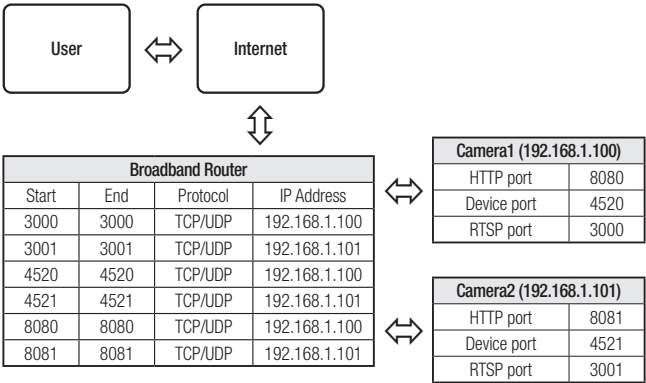 User
Internet
Broadband Router
Start End Protocol IP Address
3000 3000 TCP/UDP 192.168.1.100
3001 3001 TCP/UDP 192.168.1.101
4520 4520 TCP/UDP 192.168.1.100
4521 4521 TCP/UDP 192.168.1.101
8080 8080 TCP/UDP 192.168.1.100
8081 8081 TCP/UDP 192.168.1.101
Camera1 (192.168.1.100)
HTTP port 8080
Device port 4520
RTSP port 3000
Camera2 (192.168.1.101)
HTTP port 8081
Device port 4521
RTSP port 3001